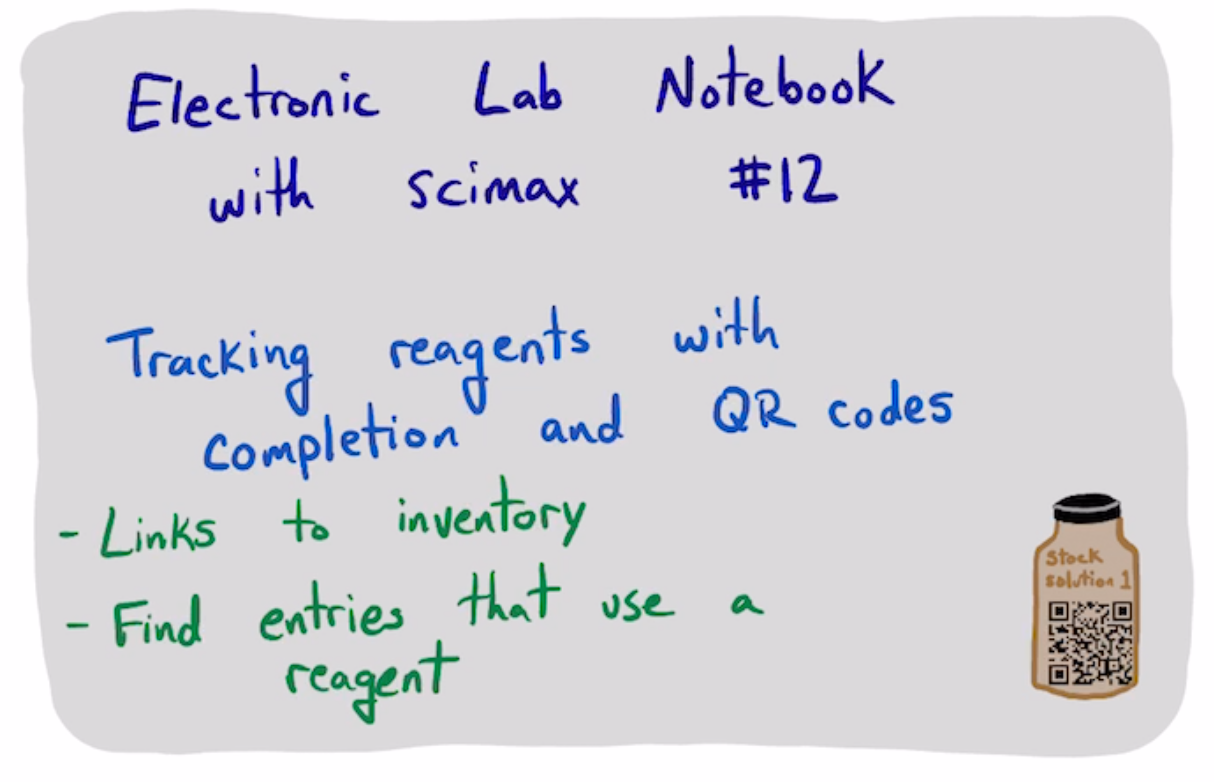 Electronic Lab Notebook
with scimax #12
Tracking reagents with
completion and QR codes
- Links to inventory
- Find entries that use a
reagent
Stock
solution 1